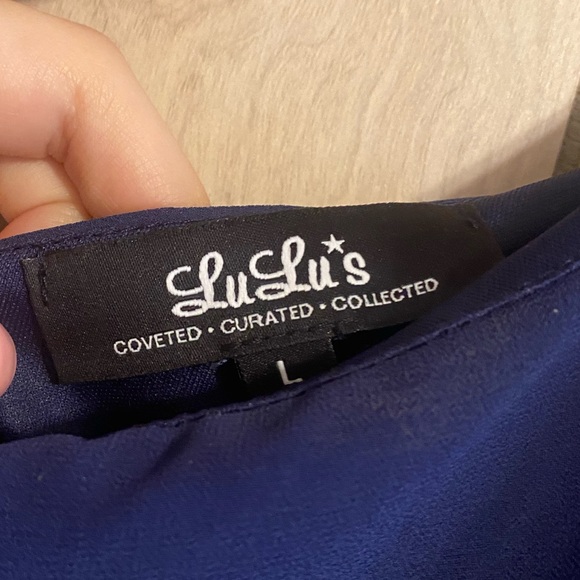 LuLu's
COVETED • CURATED • COLLECTED
L